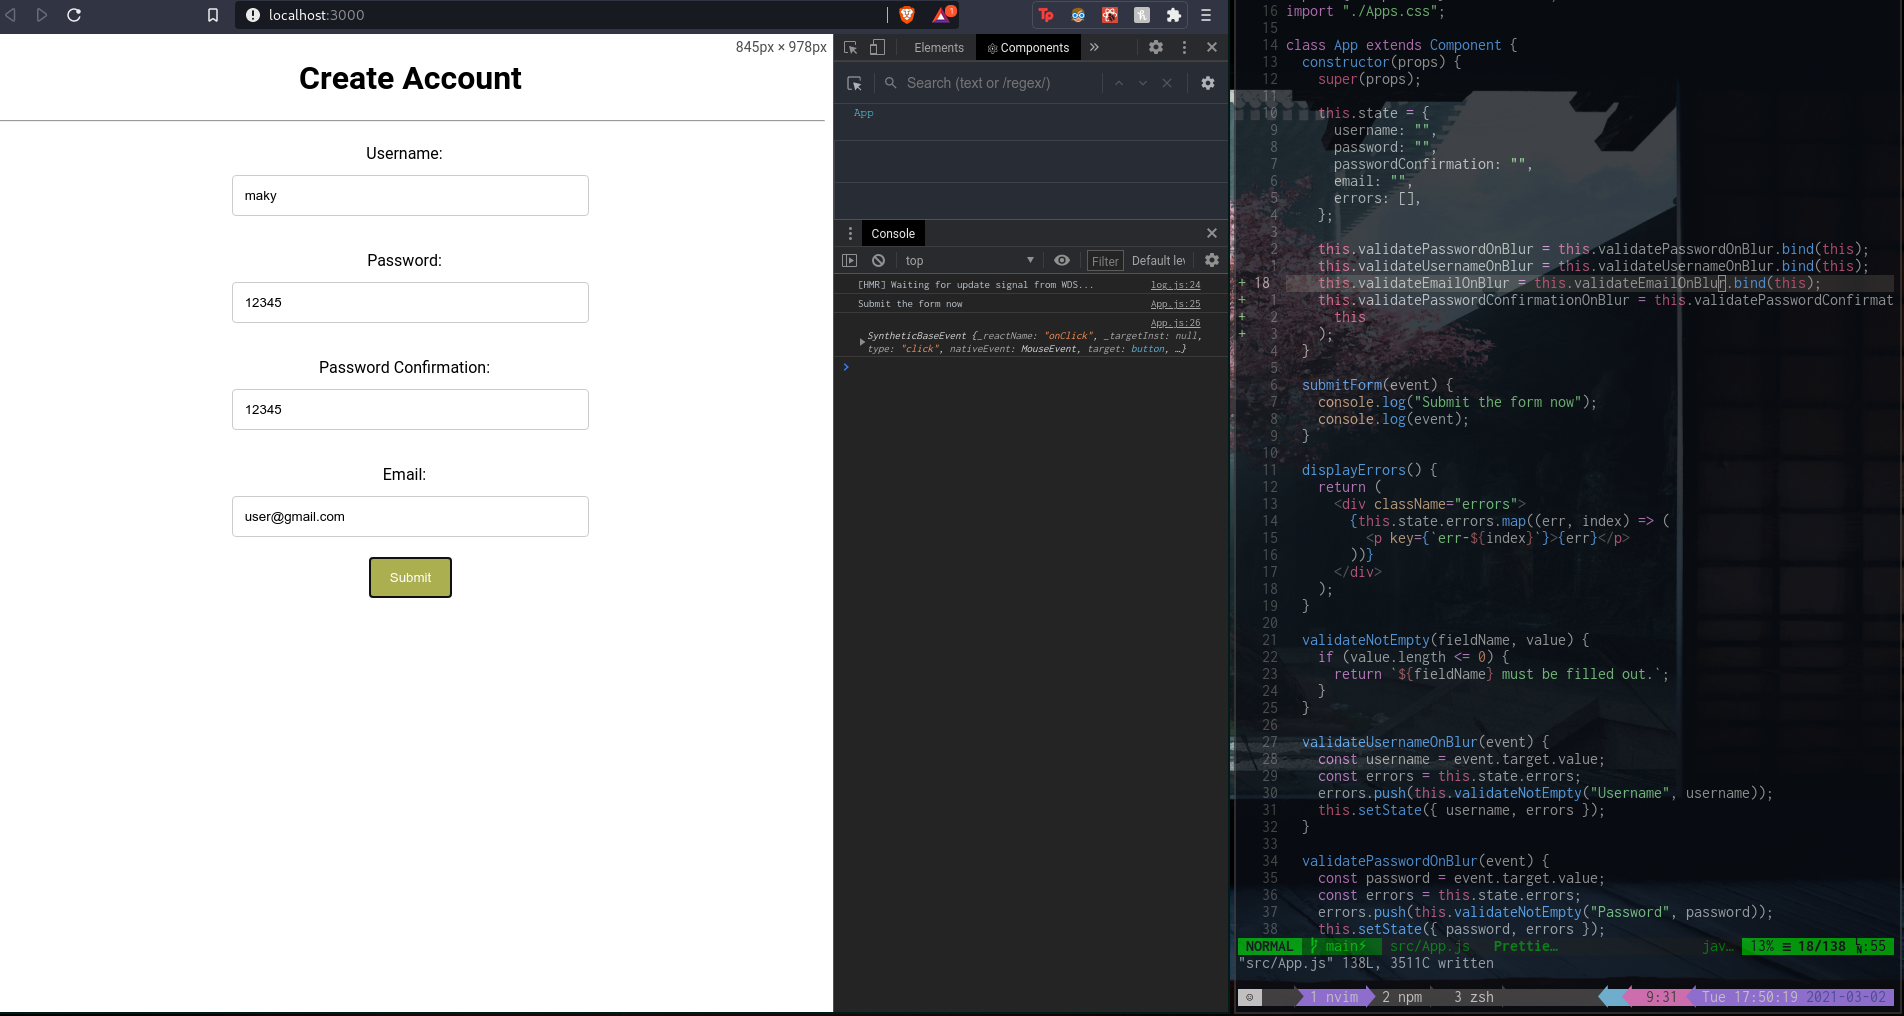 localhost:3000
1
845px × 978px
Create Account
Username:
maky
Password:
12345
Password Confirmation:
12345
Email:
user@gmail.com
Submit
Elements
Components
»
Search (text or /regex/)
App
Console
top
Filter
Default lev
[HMR] Waiting for update signal from WDS... log.js:24
Submit the form now App.js:25
App.js:26
SyntheticBaseEvent {_reactName: "onClick", _targetInst: null,
type: "click", nativeEvent: MouseEvent, target: button, …}
16 import "./Apps.css";
15
14 class App extends Component {
13 constructor(props) {
12 super(props);
11
10 this.state = {
9 username: "",
8 password: "",
7 passwordConfirmation: "",
6 email: "",
5 errors: [],
4 };
3
2 this.validatePasswordOnBlur = this.validatePasswordOnBlur.bind(this);
1 this.validateUsernameOnBlur = this.validateUsernameOnBlur.bind(this);
+ 18 this.validateEmailOnBlur = this.validateEmailOnBlur.bind(this);
+ 1 this.validatePasswordConfirmationOnBlur = this.validatePasswordConfirmat
+ 2 this
+ 3 );
4 }
5
6 submitForm(event) {
7 console.log("Submit the form now");
8 console.log(event);
9 }
10
11 displayErrors() {
12 return (
13 <div className="errors">
14 {this.state.errors.map((err, index) => (
15 <p key={`err-${index}`}>{err}</p>
16 ))}
17 </div>
18 );
19 }
20
21 validateNotEmpty(fieldName, value) {
22 if (value.length <= 0) {
23 return `${fieldName} must be filled out.`;
24 }
25 }
26
27 validateUsernameOnBlur(event) {
28 const username = event.target.value;
29 const errors = this.state.errors;
30 errors.push(this.validateNotEmpty("Username", username));
31 this.setState({ username, errors });
32 }
33
34 validatePasswordOnBlur(event) {
35 const password = event.target.value;
36 const errors = this.state.errors;
37 errors.push(this.validateNotEmpty("Password", password));
38 this.setState({ password, errors });
NORMAL main⚡ src/App.js Prettie… jav… 13% ≡ 18/138 :55
"src/App.js" 138L, 3511C written
1 nvim 2 npm 3 zsh 9:31 Tue 17:50:19 2021-03-02